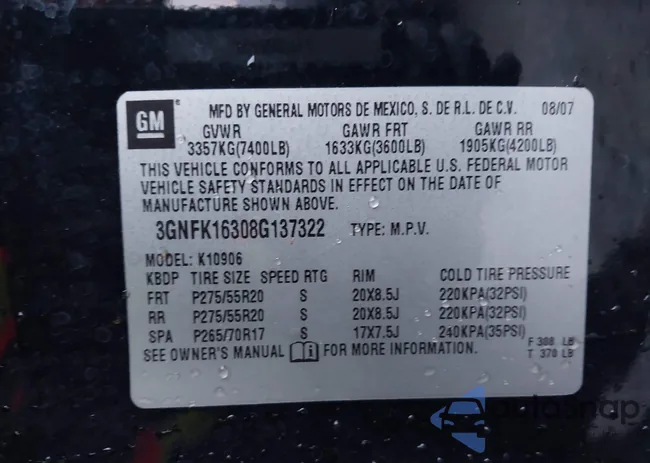 GM
MFD BY GENERAL MOTORS DE MEXICO, S. DE R.L. DE C.V. 08/07
GVWR GAWR FRT GAWR RR
3357KG(7400LB) 1633KG(3600LB) 1905KG(4200LB)
THIS VEHICLE CONFORMS TO ALL APPLICABLE U.S. FEDERAL MOTOR
VEHICLE SAFETY STANDARDS IN EFFECT ON THE DATE OF
MANUFACTURE SHOWN ABOVE.
3GNFK16308G137322 TYPE: M.P.V.
MODEL: K10906
KBDP TIRE SIZE SPEED RTG RIM COLD TIRE PRESSURE
FRT P275/55R20 S 20X8.5J 220KPA(32PSI)
RR P275/55R20 S 20X8.5J 220KPA(32PSI)
SPA P265/70R17 S 17X7.5J 240KPA(35PSI)
SEE OWNER'S MANUAL FOR MORE INFORMATION.
F 308 LB
T 370 LB
autosnap